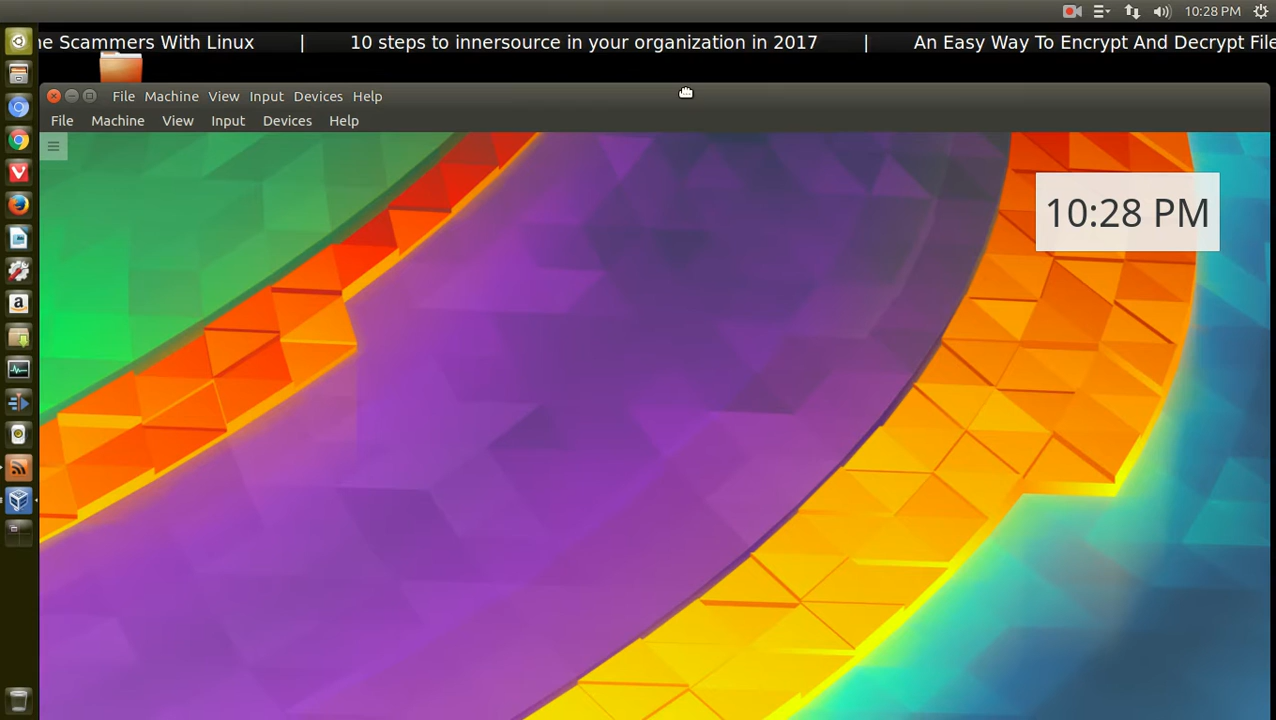 10:28 PM
ne Scammers With Linux | 10 steps to innersource in your organization in 2017 | An Easy Way To Encrypt And Decrypt File
File Machine View Input Devices Help
File Machine View Input Devices Help
10:28 PM